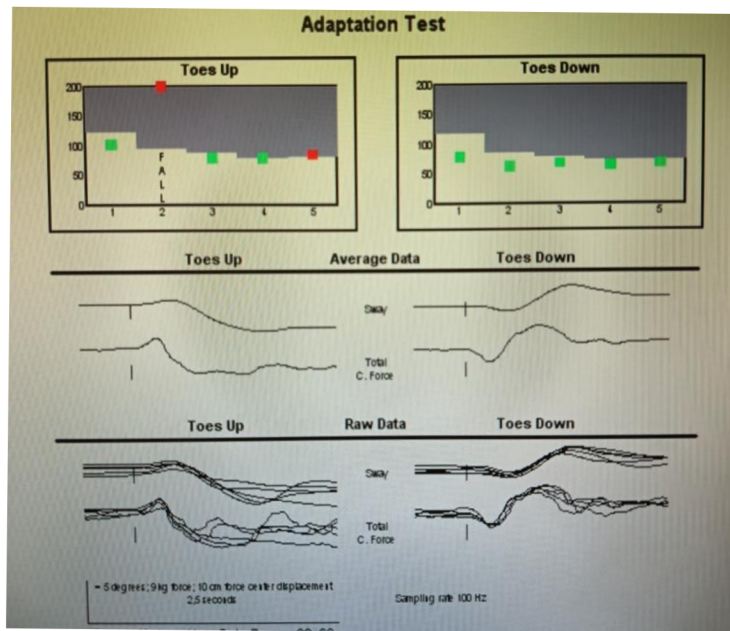 Adaptation Test
Toes Up
Toes Down
200
150
100
50
0
F
A
L
L
1 2 3 4 5
200
150
100
50
0
1 2 3 4 5
Toes Up Average Data Toes Down
Sway
Total
C. Force
Toes Up Raw Data Toes Down
Sway
Total
C. Force
= 5 degrees; 9 kg force; 10 cm force center displacement
2,5 seconds
Sampling rate 100 Hz